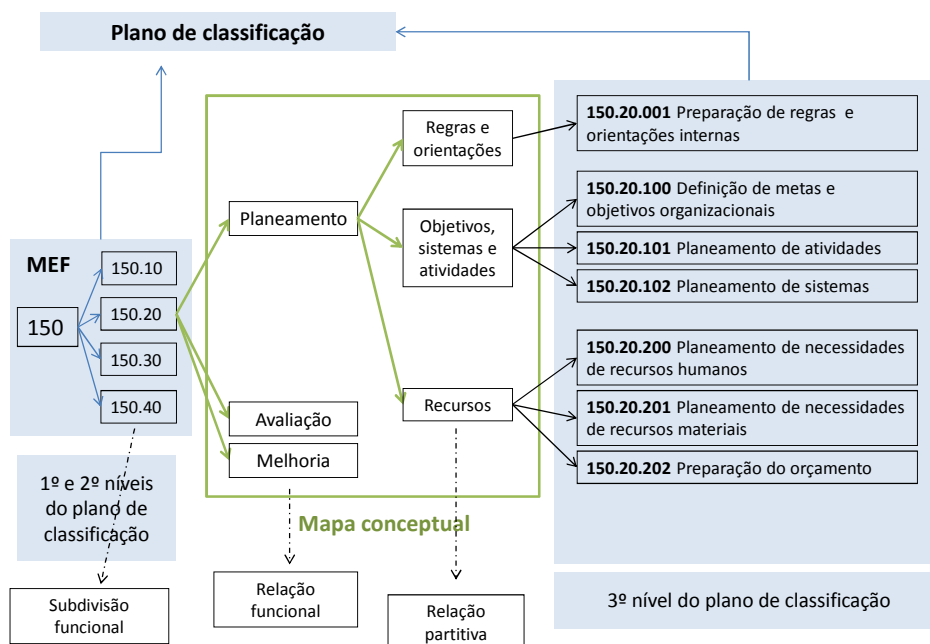 Plano de classificação
MEF
150
150.10
150.20
150.30
150.40
1º e 2º níveis
do plano de
classificação
Subdivisão
funcional
Planeamento
Avaliação
Melhoria
Regras e
orientações
Objetivos,
sistemas e
atividades
Recursos
Mapa conceptual
Relação
funcional
Relação
partitiva
150.20.001 Preparação de regras e
orientações internas
150.20.100 Definição de metas e
objetivos organizacionais
150.20.101 Planeamento de atividades
150.20.102 Planeamento de sistemas
150.20.200 Planeamento de necessidades
de recursos humanos
150.20.201 Planeamento de necessidades
de recursos materiais
150.20.202 Preparação do orçamento
3º nível do plano de classificação